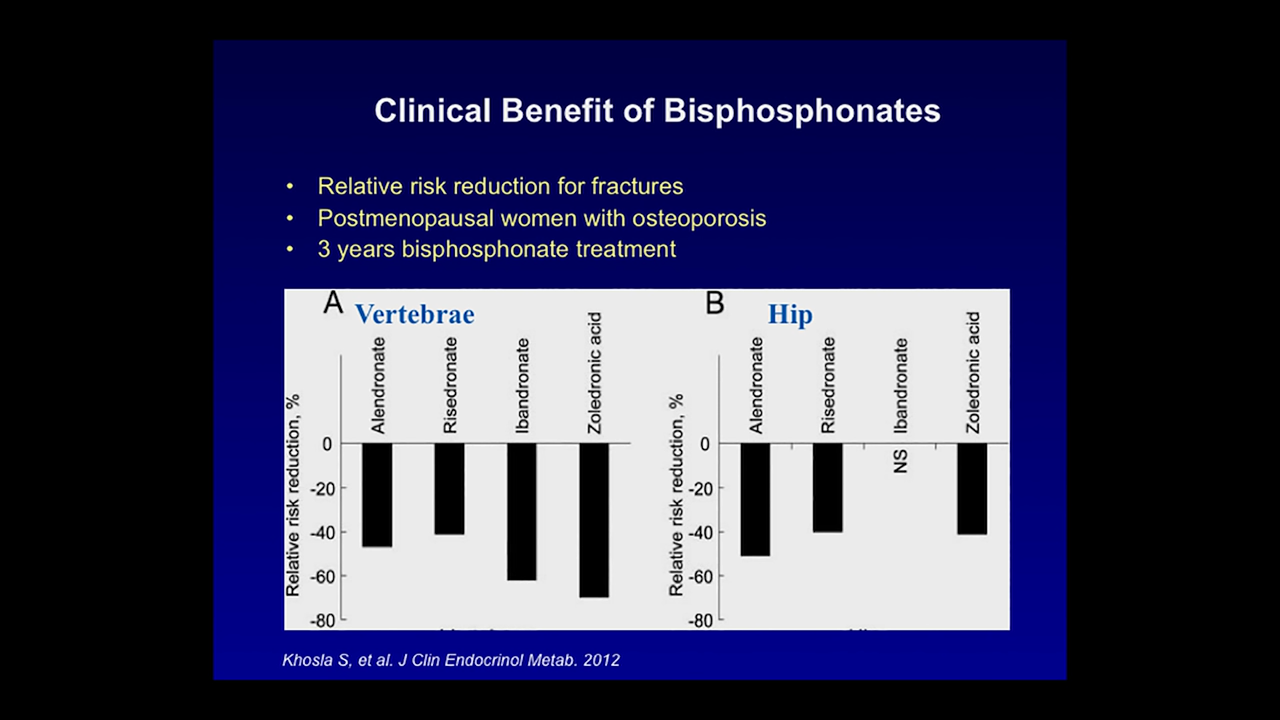 Clinical Benefit of Bisphosphonates
• Relative risk reduction for fractures
• Postmenopausal women with osteoporosis
• 3 years bisphosphonate treatment
A Vertebrae
Relative risk reduction, %
Alendronate
Risedronate
Ibandronate
Zoledronic acid
0
-20
-40
-60
-80
B Hip
Relative risk reduction, %
Alendronate
Risedronate
Ibandronate
Zoledronic acid
NS
0
-20
-40
-60
-80
Khosla S, et al. J Clin Endocrinol Metab. 2012